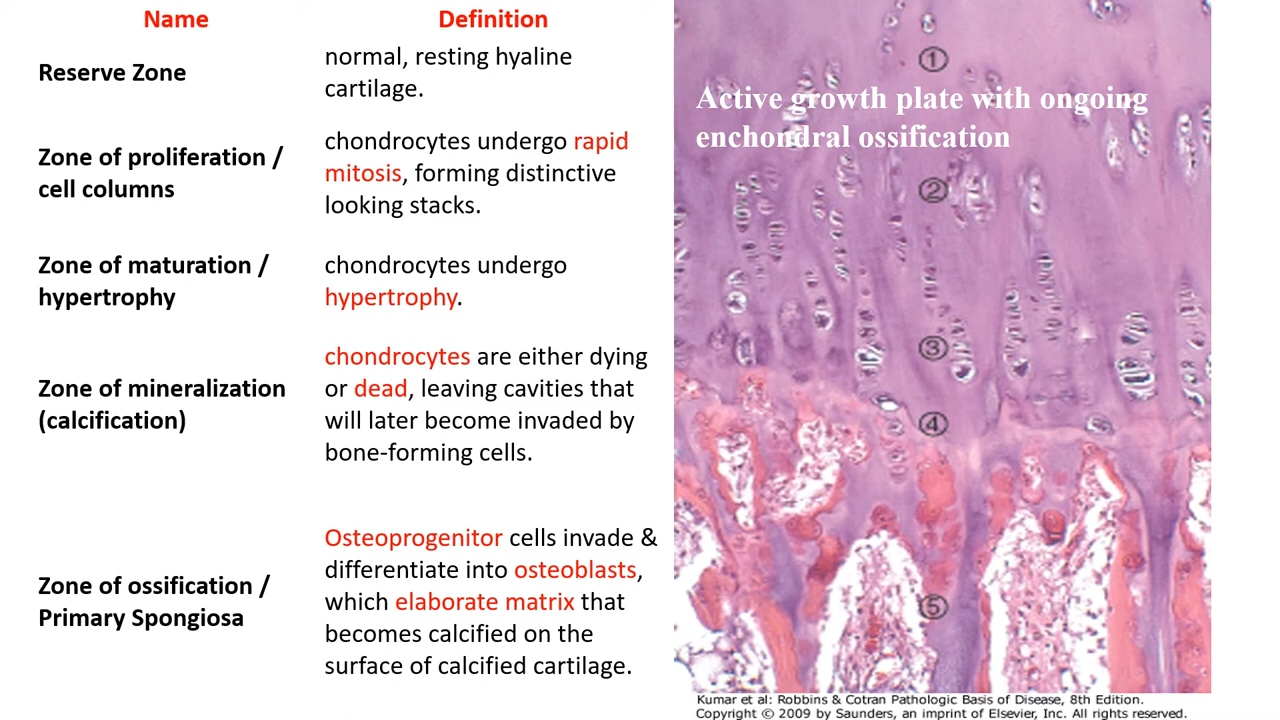 Name Definition
Reserve Zone
normal, resting hyaline
cartilage.
Zone of proliferation /
cell columns
chondrocytes undergo rapid
mitosis, forming distinctive
looking stacks.
Zone of maturation /
hypertrophy
chondrocytes undergo
hypertrophy.
Zone of mineralization
(calcification)
chondrocytes are either dying
or dead, leaving cavities that
will later become invaded by
bone-forming cells.
Zone of ossification /
Primary Spongiosa
Osteoprogenitor cells invade &
differentiate into osteoblasts,
which elaborate matrix that
becomes calcified on the
surface of calcified cartilage.
①
Active growth plate with ongoing
enchondral ossification
②
③
④
⑤
Kumar et al: Robbins & Cotran Pathologic Basis of Disease, 8th Edition.
Copyright © 2009 by Saunders, an imprint of Elsevier, Inc. All rights reserved.